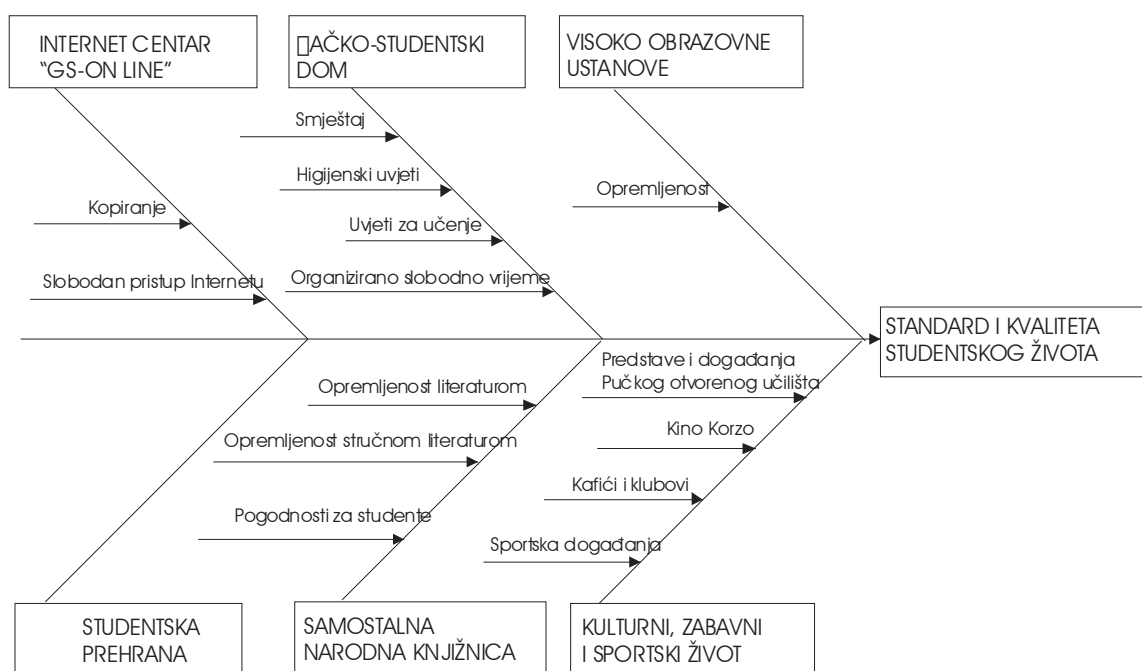 INTERNET CENTAR
“GS-ON LINE”
□AČKO-STUDENTSKI
DOM
VISOKO OBRAZOVNE
USTANOVE
Smještaj
Higijenski uvjeti
Uvjeti za učenje
Organizirano slobodno vrijeme
Kopiranje
Slobodan pristup Internetu
Opremljenost
STANDARD I KVALITETA
STUDENTSKOG ŽIVOTA
Opremljenost literaturom
Opremljenost stručnom literaturom
Pogodnosti za studente
Predstave i događanja
Pučkog otvorenog učilišta
Kino Korzo
Kafići i klubovi
Sportska događanja
STUDENTSKA
PREHRANA
SAMOSTALNA
NARODNA KNJIŽNICA
KULTURNI, ZABAVNI
I SPORTSKI ŽIVOT